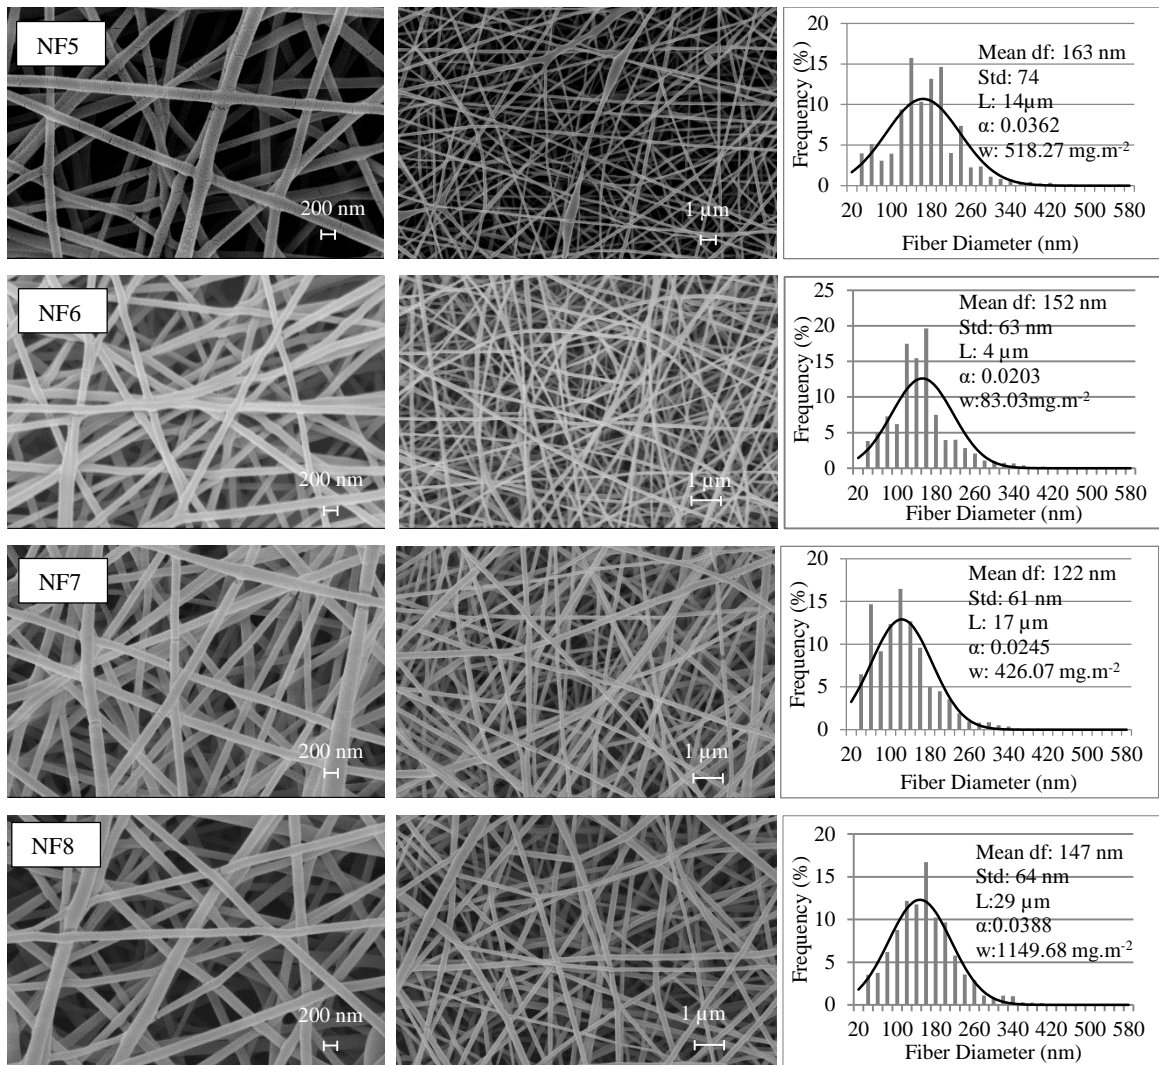 NF5
200 nm
1 µm
20
15
10
5
0
Frequency (%)
Mean df: 163 nm
Std: 74
L: 14µm
α: 0.0362
w: 518.27 mg.m-2
20 100 180 260 340 420 500 580
Fiber Diameter (nm)
NF6
200 nm
1 µm
25
20
15
10
5
0
Frequency (%)
Mean df: 152 nm
Std: 63 nm
L: 4 µm
α: 0.0203
w:83.03mg.m-2
20 100 180 260 340 420 500 580
Fiber Diameter (nm)
NF7
200 nm
1 µm
20
15
10
5
0
Frequency (%)
Mean df: 122 nm
Std: 61 nm
L: 17 µm
α: 0.0245
w: 426.07 mg.m-2
20 100 180 260 340 420 500 580
Fiber Diameter (nm)
NF8
200 nm
1 µm
20
15
10
5
0
Frequency (%)
Mean df: 147 nm
Std: 64 nm
L:29 µm
α:0.0388
w:1149.68 mg.m-2
20 100 180 260 340 420 500 580
Fiber Diameter (nm)